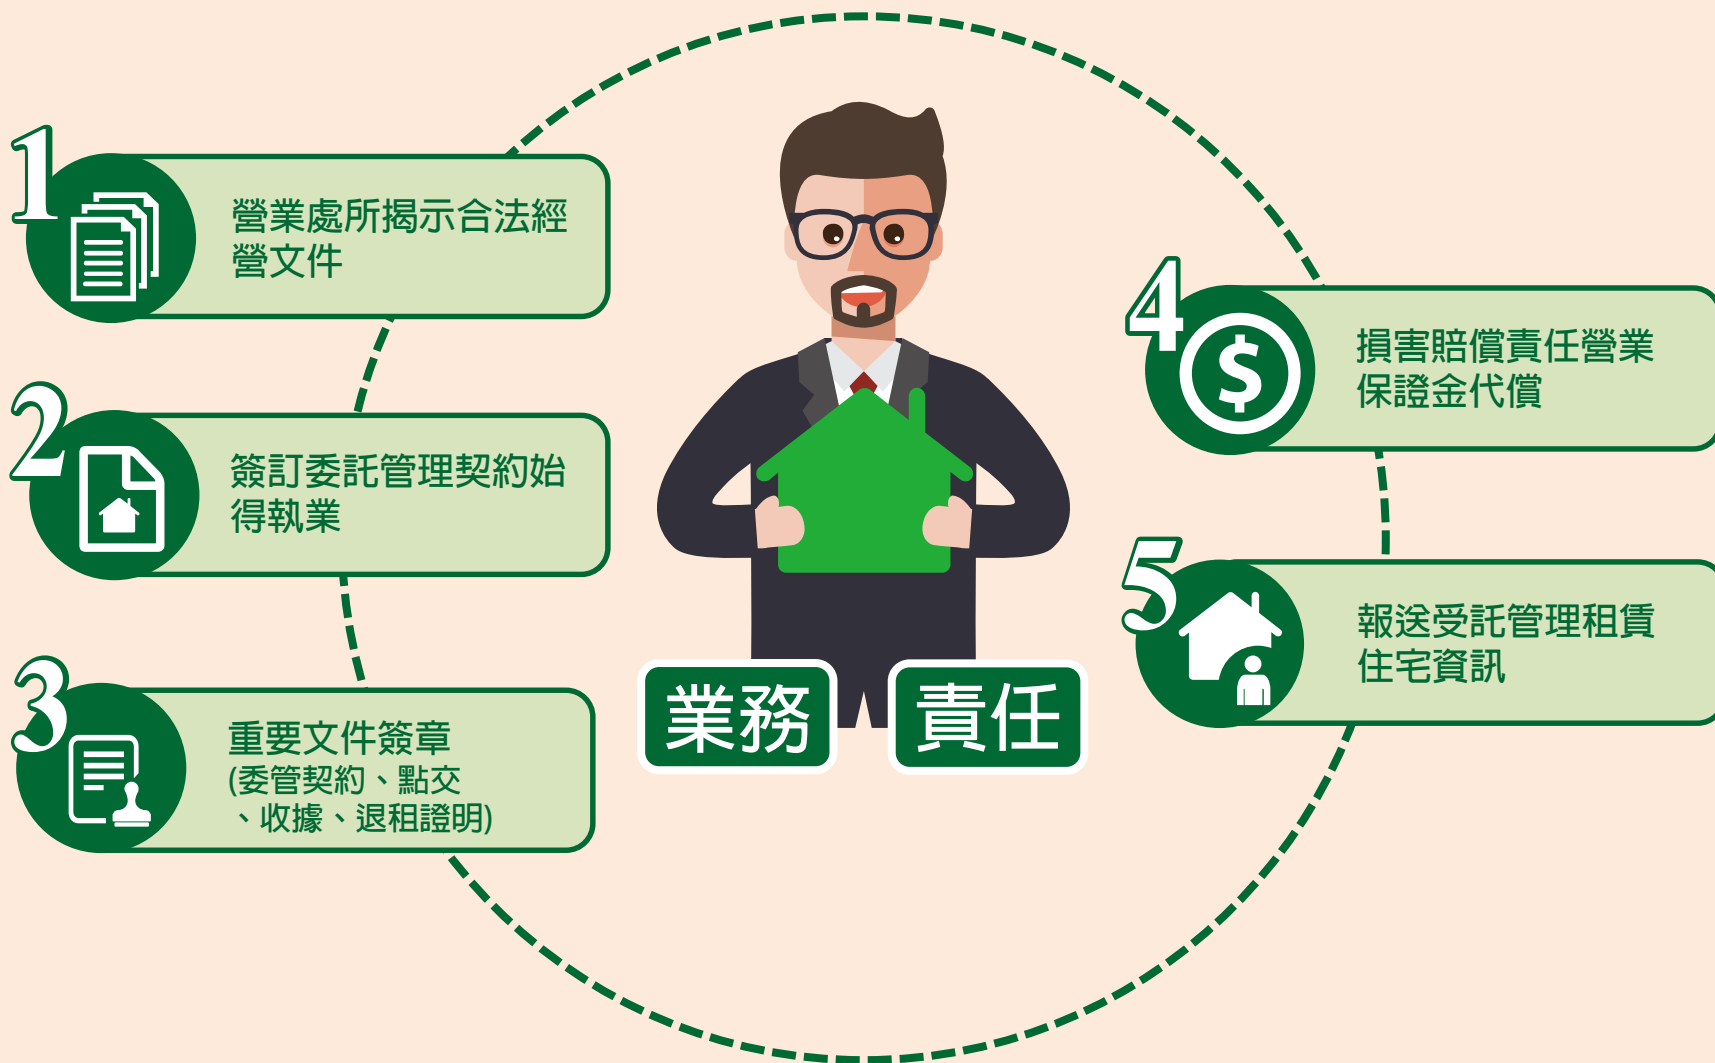 1
營業處所揭示合法經
營文件
2
簽訂委託管理契約始
得執業
3
重要文件簽章
(委管契約、點交
、收據、退租證明)
4
$
損害賠償責任營業
保證金代償
5
報送受託管理租賃
住宅資訊
業務 責任